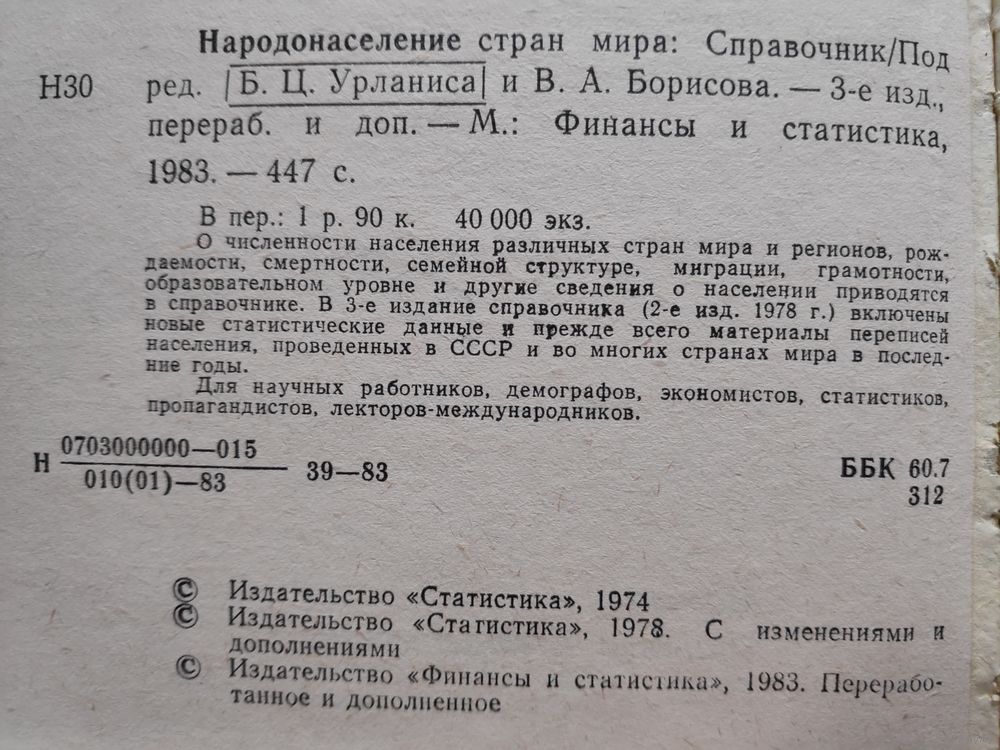 Народонаселение стран мира: Справочник/Под
Н30 ред. Б. Ц. Урланиса и В. А. Борисова. — 3-е изд.,
перераб. и доп. — М.: Финансы и статистика,
1983. — 447 с.
В пер.: 1 р. 90 к. 40 000 экз.
О численности населения различных стран мира и регионов, рож-
даемости, смертности, семейной структуре, миграции, грамотности,
образовательном уровне и другие сведения о населении приводятся
в справочнике. В 3-е издание справочника (2-е изд. 1978 г.) включены
новые статистические данные и прежде всего материалы переписей
населения, проведенных в СССР и во многих странах мира в послед-
ние годы.
Для научных работников, демографов, экономистов, статистиков,
пропагандистов, лекторов-международников.
Н 0703000000—015
010(01)—83
39—83
ББК 60.7
312
© Издательство «Статистика», 1974
© Издательство «Статистика», 1978. С изменениями и
дополнениями
© Издательство «Финансы и статистика», 1983. Перерабо-
танное и дополненное